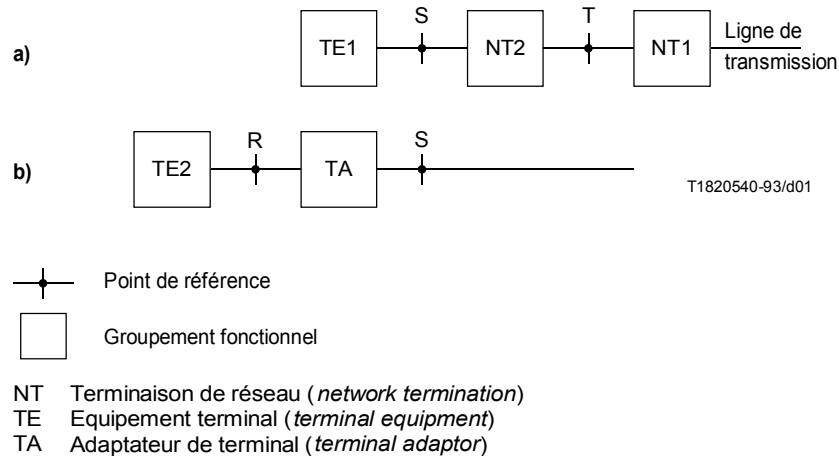 a)
TE1
S
NT2
T
NT1
Ligne de
transmission
b)
TE2
R
TA
S
T1820540-93/d01
Point de référence
Groupement fonctionnel
NT Terminaison de réseau (network termination)
TE Equipement terminal (terminal equipment)
TA Adaptateur de terminal (terminal adaptor)